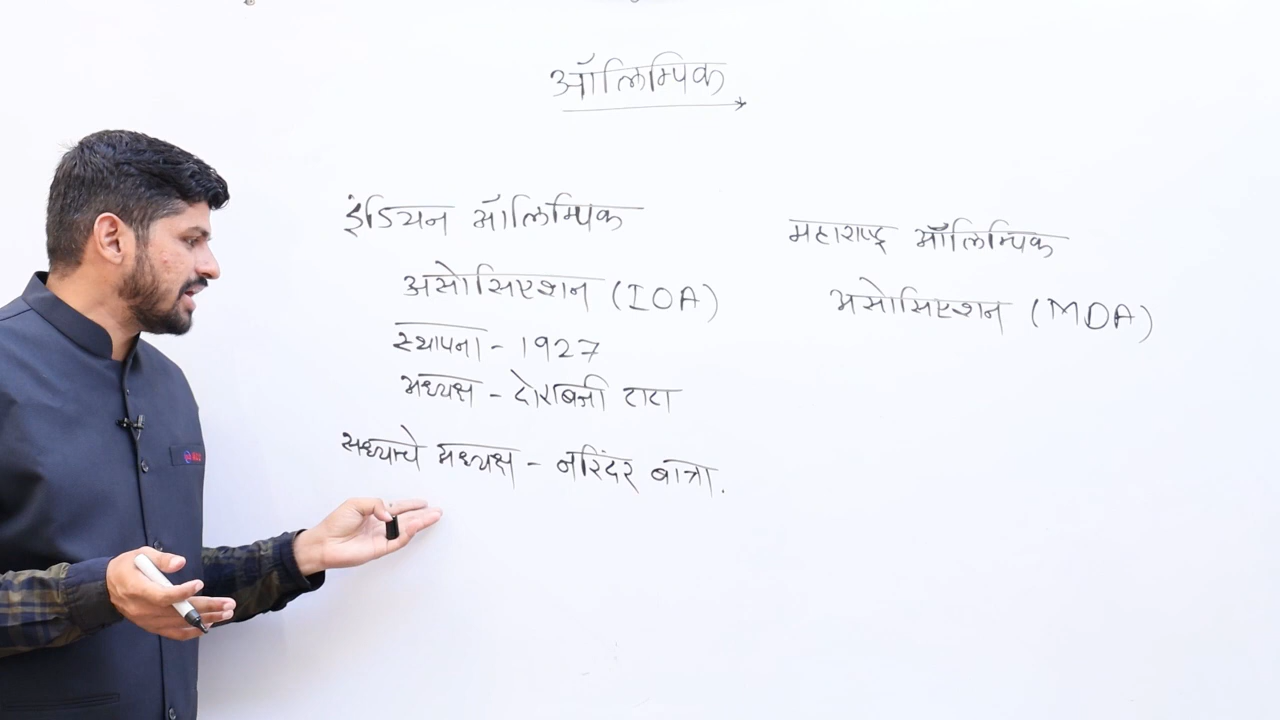 ऑलिम्पिक
इंडियन ऑलिम्पिक
असोसिएशन (IOA)
स्थापना - 1927
अध्यक्ष - दोराबजी टाटा
सध्याचे अध्यक्ष - नरिंदर बात्रा.
महाराष्ट्र ऑलिम्पिक
असोसिएशन (MOA)